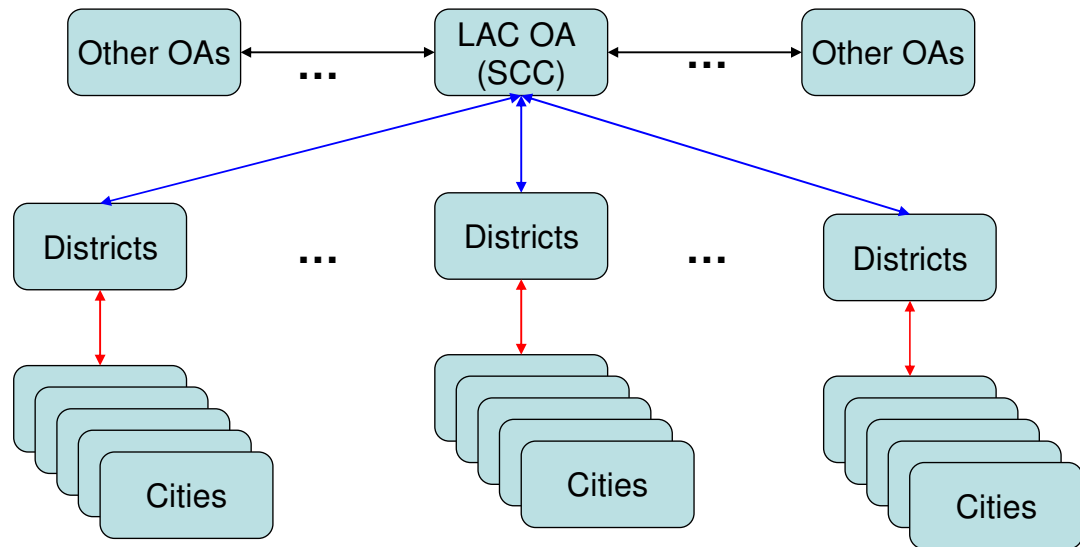 Other OAs
...
LAC OA
(SCC)
...
Other OAs
Districts
...
Districts
...
Districts
Cities
Cities
Cities